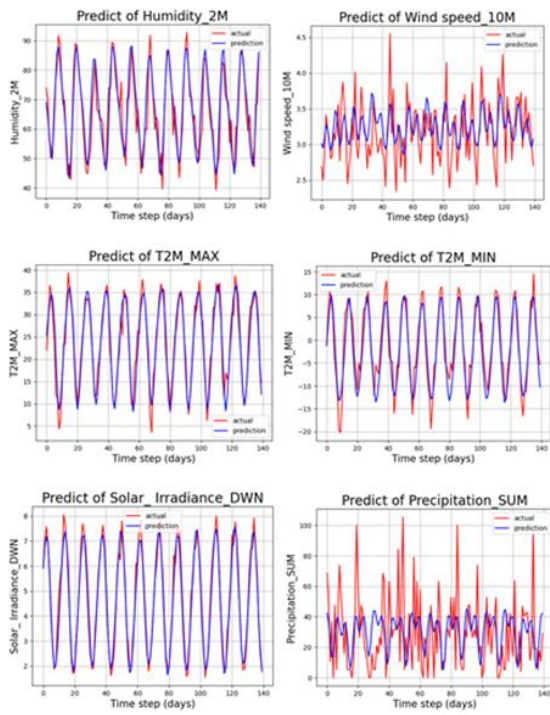 Predict of Humidity_2M
actual
prediction
Humidity_2M
90
80
70
60
50
40
0 20 40 60 80 100 120 140
Time step (days)
Predict of Wind speed_10M
actual
prediction
Wind speed_10M
4.5
4.0
3.5
3.0
2.5
0 20 40 60 80 100 120 140
Time step (days)
Predict of T2M_MAX
actual
prediction
T2M_MAX
40
35
30
25
20
15
10
5
0 20 40 60 80 100 120 140
Time step (days)
Predict of T2M_MIN
actual
prediction
T2M_MIN
15
10
5
0
−5
−10
−15
−20
0 20 40 60 80 100 120 140
Time step (days)
Predict of Solar_ Irradiance_DWN
actual
prediction
Solar_ Irradiance_DWN
8
7
6
5
4
3
2
0 20 40 60 80 100 120 140
Time step (days)
Predict of Precipitation_SUM
actual
prediction
Precipitation_SUM
100
80
60
40
20
0
0 20 40 60 80 100 120 140
Time step (days)